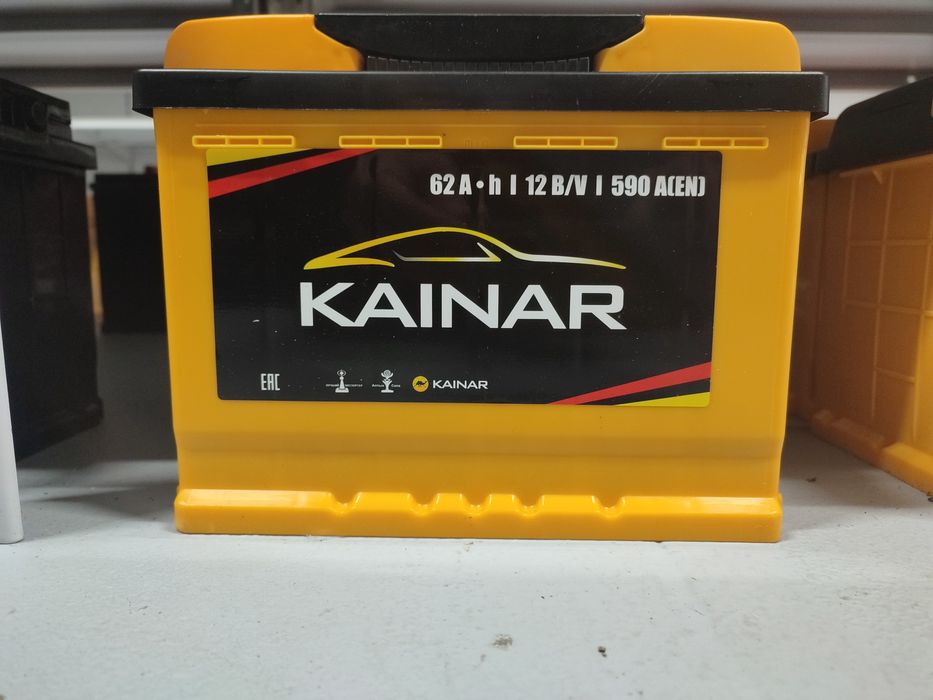 62 A • h I 12 B/V I 590 A(EN)
KAINAR
EAC
KAINAR